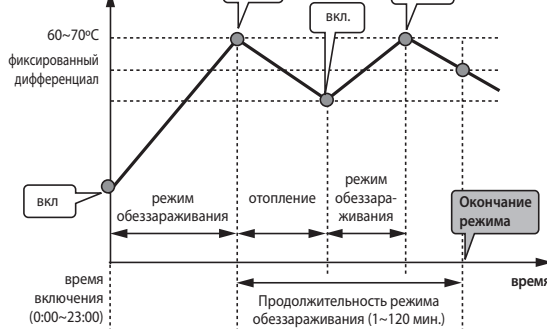 60~70ºC
фиксированный
дифференциал
вкл.
вкл
режим
обеззараживания
отопление
режим
обеззара-
живания
Окончание
режима
время
время
включения
(0:00~23:00)
Продолжительность режима
обеззараживания (1~120 мин.)